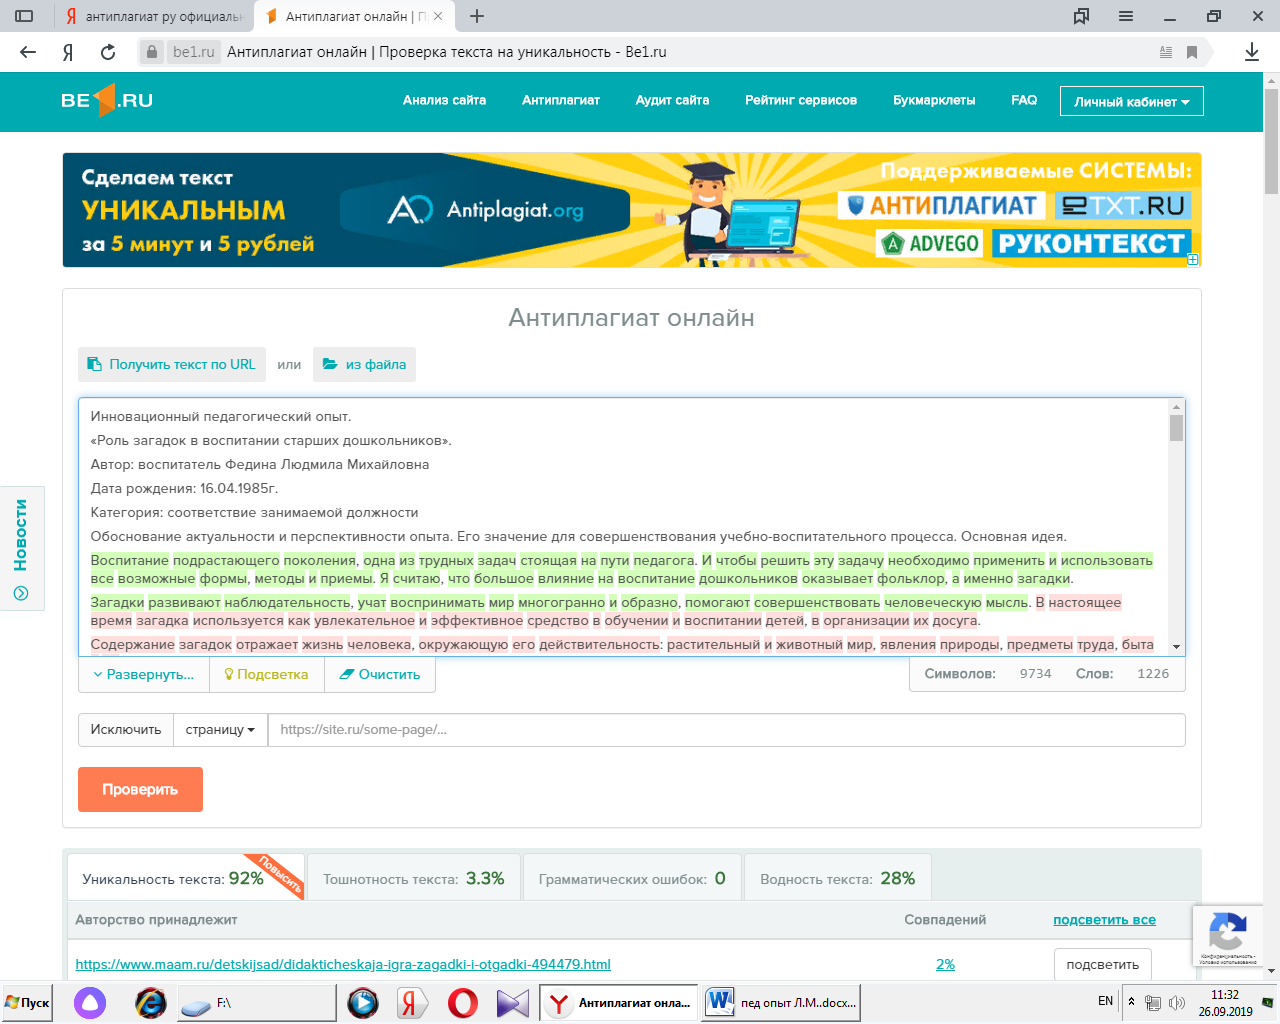 антиплагиат ру официальн
Антиплагиат онлайн | П
be1.ru Антиплагиат онлайн | Проверка текста на уникальность - Be1.ru
BE1.RU
Анализ сайта Антиплагиат Аудит сайта Рейтинг сервисов Букмарклеты FAQ Личный кабинет
Сделаем текст
УНИКАЛЬНЫМ
за 5 минут и 5 рублей
Antiplagiat.org
Поддерживаемые СИСТЕМЫ:
АНТИПЛАГИАТ eTXT.RU
ADVEGO РУКОНТЕКСТ
Антиплагиат онлайн
Получить текст по URL или из файла
Инновационный педагогический опыт.
«Роль загадок в воспитании старших дошкольников».
Автор: воспитатель Федина Людмила Михайловна
Дата рождения: 16.04.1985г.
Категория: соответствие занимаемой должности
Обоснование актуальности и перспективности опыта. Его значение для совершенствования учебно-воспитательного процесса. Основная идея.
Воспитание подрастающего поколения, одна из трудных задач стоящая на пути педагога. И чтобы решить эту задачу необходимо применить и использовать
все возможные формы, методы и приемы. Я считаю, что большое влияние на воспитание дошкольников оказывает фольклор, а именно загадки.
Загадки развивают наблюдательность, учат воспринимать мир многогранно и образно, помогают совершенствовать человеческую мысль. В настоящее
время загадка используется как увлекательное и эффективное средство в обучении и воспитании детей, в организации их досуга.
Содержание загадок отражает жизнь человека, окружающую его действительность: растительный и животный мир, явления природы, предметы труда, быта
Развернуть... Подсветка Очистить Символов: 9734 Слов: 1226
Новости
Исключить страницу https://site.ru/some-page/...
Проверить
Уникальность текста: 92% Повысить Тошнотность текста: 3.3% Грамматических ошибок: 0 Водность текста: 28%
Авторство принадлежит Совпадений подсветить все
https://www.maam.ru/detskijsad/didakticheskaja-igra-zagadki-i-otgadki-494479.html 2% подсветить
Конфиденциальность -
Условия использования
Пуск F:\ Антиплагиат онла... пед опыт Л.М..docx... EN 11:32
26.09.2019